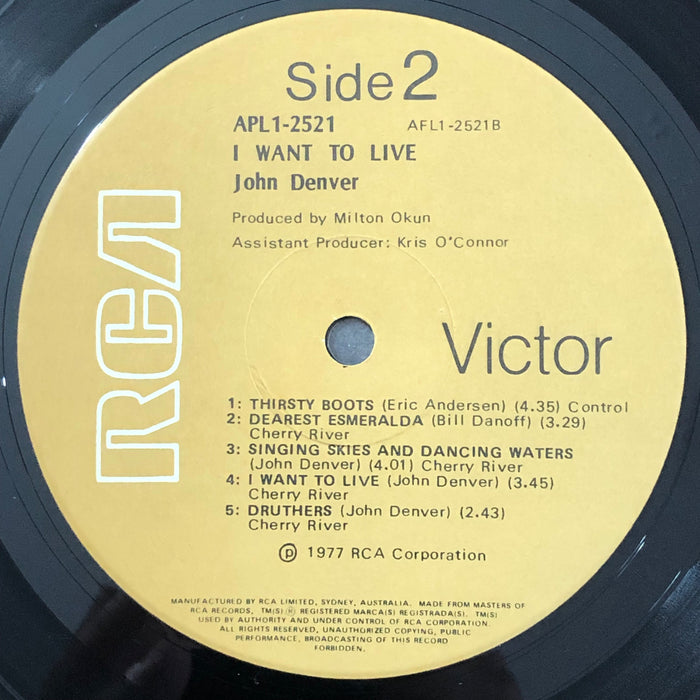 Side 2
APL1-2521 AFL1-2521B
I WANT TO LIVE
John Denver
Produced by Milton Okun
Assistant Producer: Kris O'Connor
RCA
Victor
1: THIRSTY BOOTS (Eric Andersen) (4.35) Control
2: DEAREST ESMERALDA (Bill Danoff) (3.29)
Cherry River
3: SINGING SKIES AND DANCING WATERS
(John Denver) (4.01) Cherry River
4: I WANT TO LIVE (John Denver) (3.45)
Cherry River
5: DRUTHERS (John Denver) (2.43)
Cherry River
℗ 1977 RCA Corporation
MANUFACTURED BY RCA LIMITED, SYDNEY, AUSTRALIA. MADE FROM MASTERS OF
RCA RECORDS. TM(S) ® REGISTERED MARCA(S) REGISTRADA(S). TM(S)
USED BY AUTHORITY AND UNDER CONTROL OF RCA CORPORATION.
ALL RIGHTS RESERVED, UNAUTHORIZED COPYING, PUBLIC
PERFORMANCE, BROADCASTING OF THIS RECORD
FORBIDDEN.